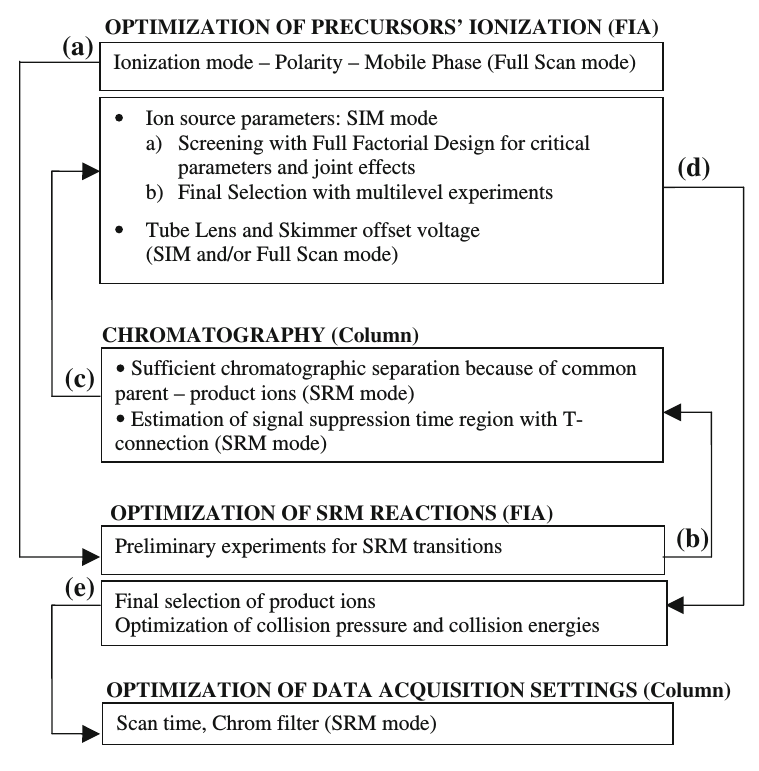 OPTIMIZATION OF PRECURSORS’ IONIZATION (FIA)
(a)
Ionization mode – Polarity – Mobile Phase (Full Scan mode)
• Ion source parameters: SIM mode
a) Screening with Full Factorial Design for critical
parameters and joint effects
b) Final Selection with multilevel experiments
(d)
• Tube Lens and Skimmer offset voltage
(SIM and/or Full Scan mode)
CHROMATOGRAPHY (Column)
(c)
• Sufficient chromatographic separation because of common
parent – product ions (SRM mode)
• Estimation of signal suppression time region with T-
connection (SRM mode)
OPTIMIZATION OF SRM REACTIONS (FIA)
Preliminary experiments for SRM transitions
(b)
(e)
Final selection of product ions
Optimization of collision pressure and collision energies
OPTIMIZATION OF DATA ACQUISITION SETTINGS (Column)
Scan time, Chrom filter (SRM mode)